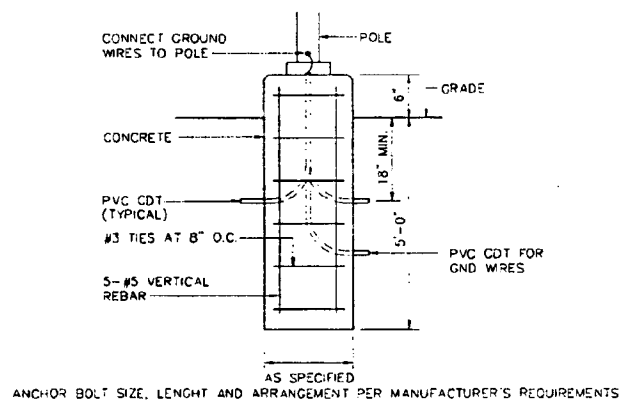 CONNECT GROUND
WIRES TO POLE
POLE
6"
GRADE
CONCRETE
18" MIN.
PVC CDT
(TYPICAL)
5'-0"
#3 TIES AT 8" O.C.
PVC CDT FOR
GND WIRES
5-#5 VERTICAL
REBAR
AS SPECIFIED
ANCHOR BOLT SIZE, LENGHT AND ARRANGEMENT PER MANUFACTURER'S REQUIREMENTS